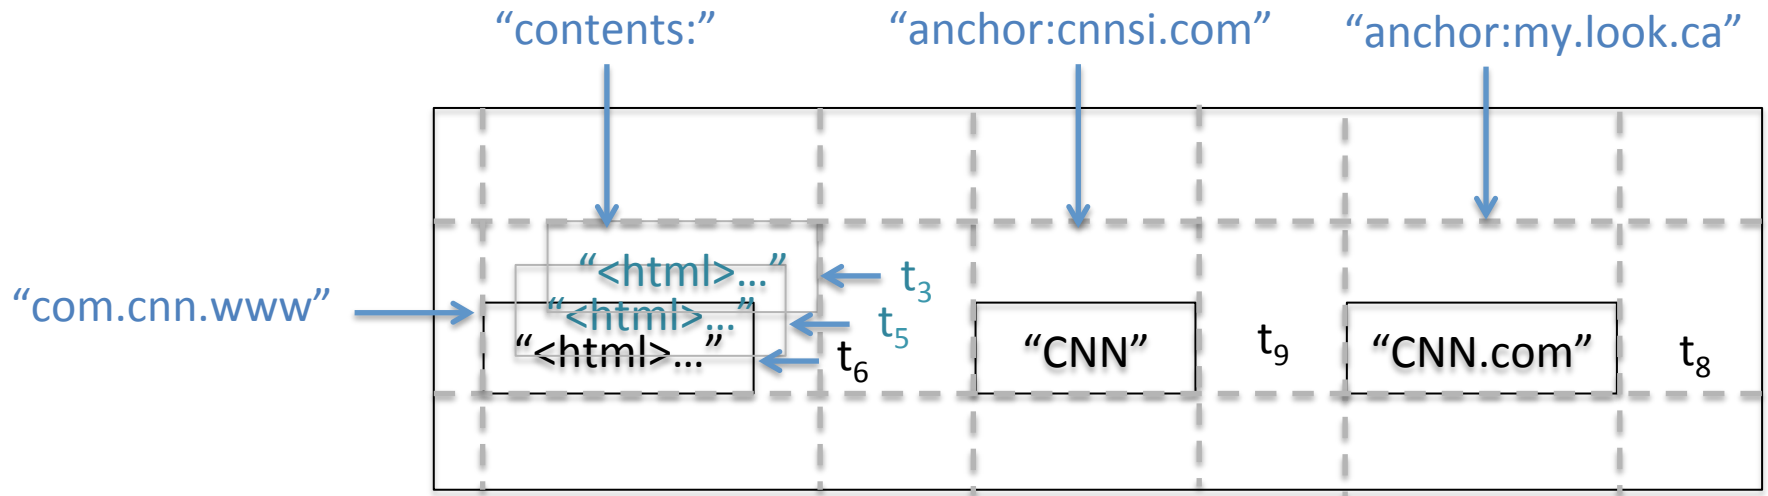 “contents:” “anchor:cnnsi.com” “anchor:my.look.ca”
“<html>...” t3
“com.cnn.www” “<html>...” t5
“<html>...” t6 “CNN” t9 “CNN.com” t8